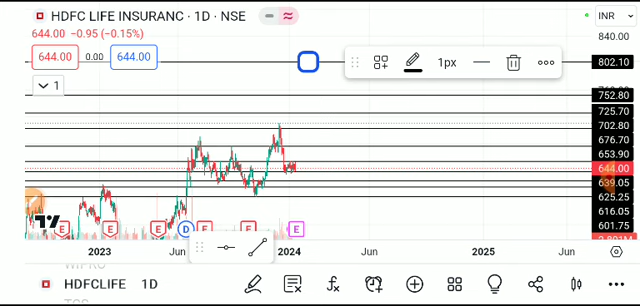 HDFC LIFE INSURANC · 1D · NSE
INR
644.00 −0.95 (−0.15%)
840.00
644.00 0.00 644.00
802.10
1px
1
752.80
725.70
702.80
676.70
653.90
644.00
639.05
625.25
616.05
601.75
E E E D E E E
2023 Jun 2024 Jun 2025 Jun
WIPRO
HDFCLIFE 1D